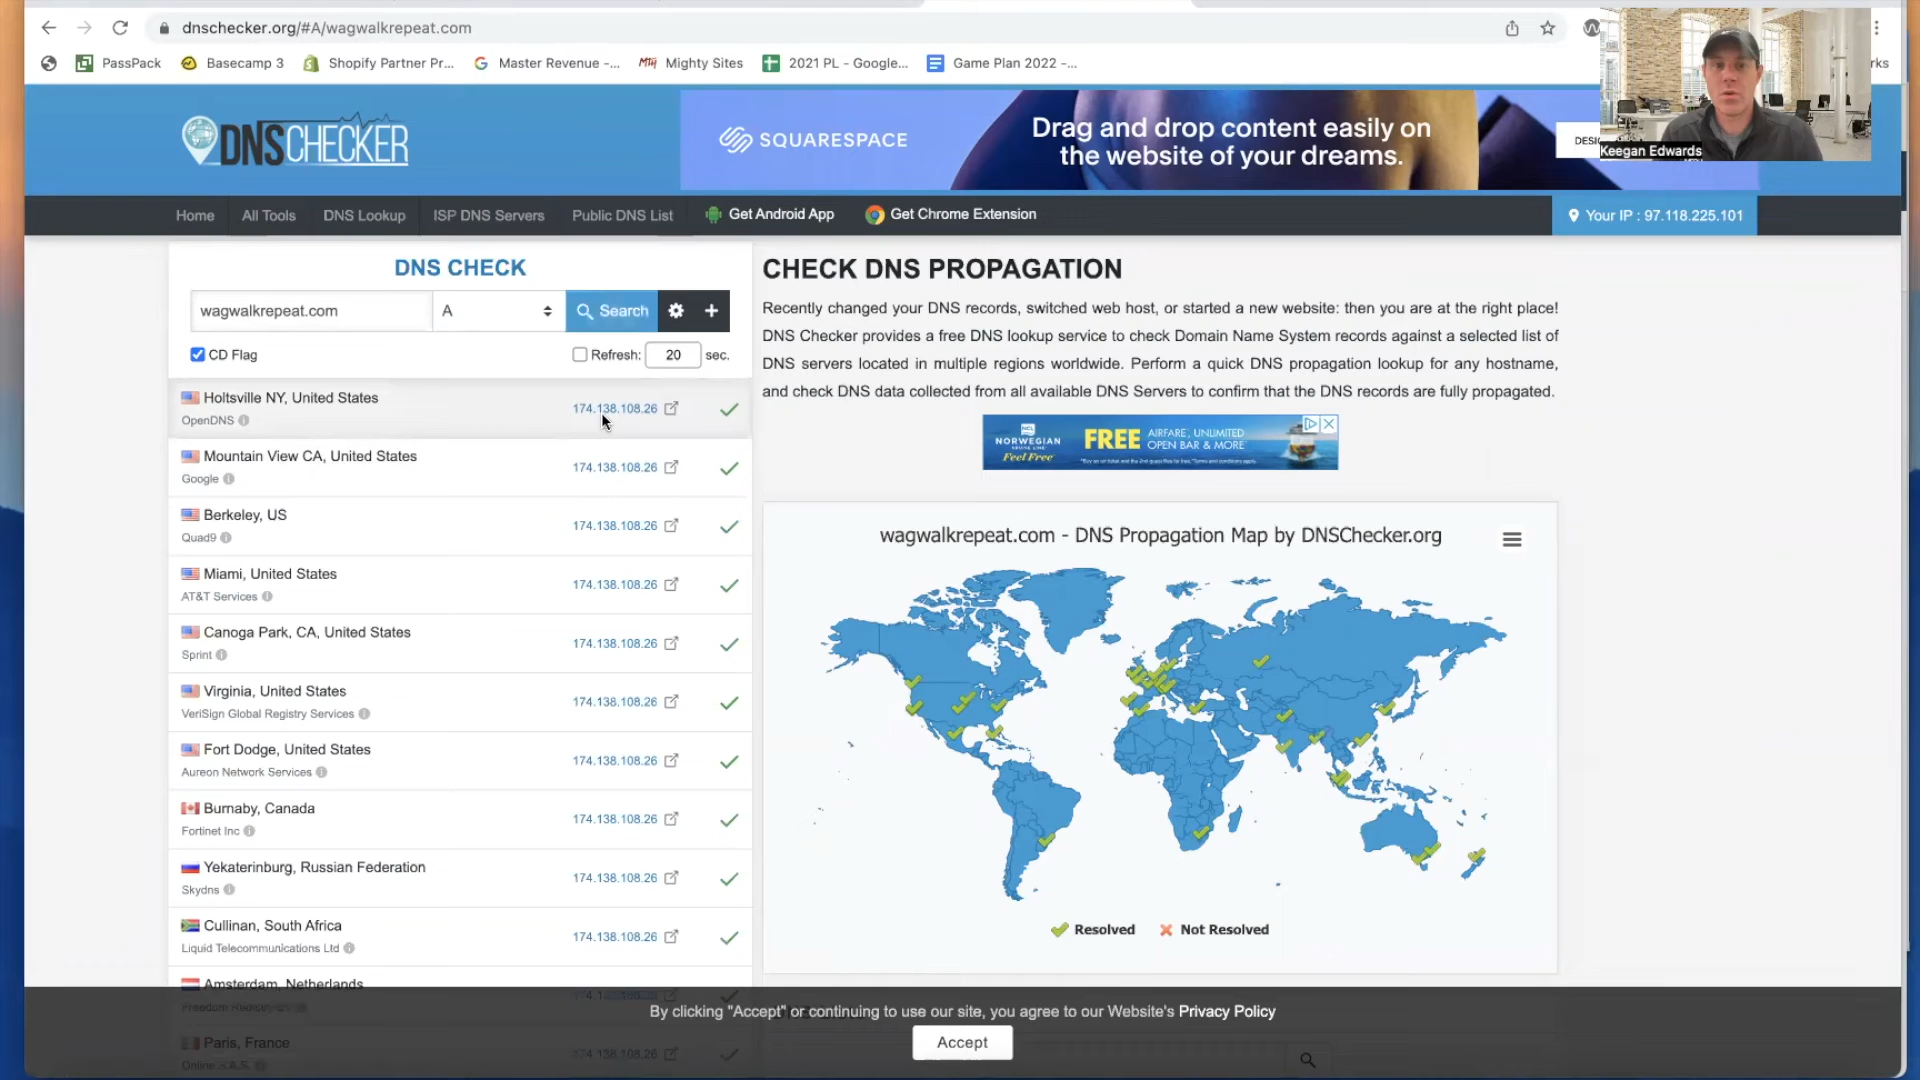 dnschecker.org/#A/wagwalkrepeat.com
PassPack
Basecamp 3
Shopify Partner Pr...
Master Revenue -...
Mighty Sites
2021 PL - Google...
Game Plan 2022 -...
rks
DNSCHECKER
SQUARESPACE
Drag and drop content easily on
the website of your dreams.
DESI
Keegan Edwards
Home
All Tools
DNS Lookup
ISP DNS Servers
Public DNS List
Get Android App
Get Chrome Extension
Your IP : 97.118.225.101
DNS CHECK
wagwalkrepeat.com
A
Search
CD Flag
Refresh: 20 sec.
Holtsville NY, United States
OpenDNS
174.138.108.26
Mountain View CA, United States
Google
174.138.108.26
Berkeley, US
Quad9
174.138.108.26
Miami, United States
AT&T Services
174.138.108.26
Canoga Park, CA, United States
Sprint
174.138.108.26
Virginia, United States
VeriSign Global Registry Services
174.138.108.26
Fort Dodge, United States
Aureon Network Services
174.138.108.26
Burnaby, Canada
Fortinet Inc
174.138.108.26
Yekaterinburg, Russian Federation
Skydns
174.138.108.26
Cullinan, South Africa
Liquid Telecommunications Ltd
174.138.108.26
Amsterdam, Netherlands
Paris, France
Online S.A.S.
174.138.108.26
CHECK DNS PROPAGATION
Recently changed your DNS records, switched web host, or started a new website: then you are at the right place!
DNS Checker provides a free DNS lookup service to check Domain Name System records against a selected list of
DNS servers located in multiple regions worldwide. Perform a quick DNS propagation lookup for any hostname,
and check DNS data collected from all available DNS Servers to confirm that the DNS records are fully propagated.
NCL
NORWEGIAN
Feel Free
FREE
AIRFARE, UNLIMITED
OPEN BAR & MORE
wagwalkrepeat.com - DNS Propagation Map by DNSChecker.org
Resolved
Not Resolved
By clicking "Accept" or continuing to use our site, you agree to our Website's Privacy Policy
Accept